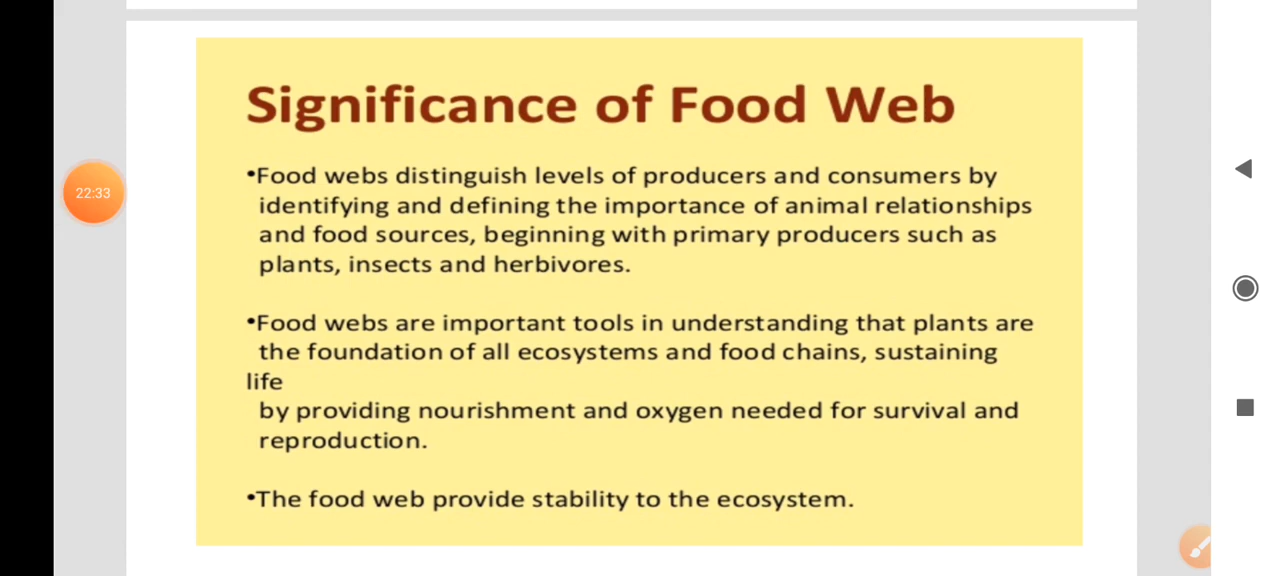 Significance of Food Web
22:33
•Food webs distinguish levels of producers and consumers by
identifying and defining the importance of animal relationships
and food sources, beginning with primary producers such as
plants, insects and herbivores.
•Food webs are important tools in understanding that plants are
the foundation of all ecosystems and food chains, sustaining
life
by providing nourishment and oxygen needed for survival and
reproduction.
•The food web provide stability to the ecosystem.